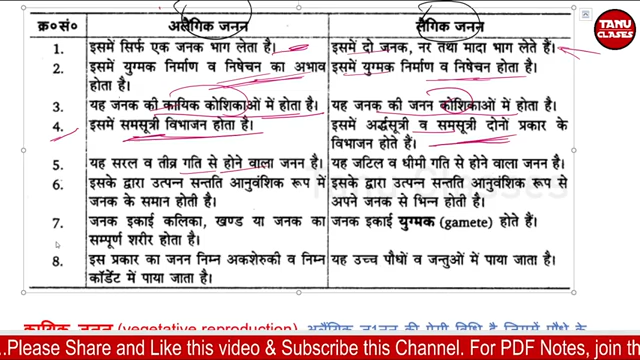 TANU
CLASSES
क्र० सं० अलैंगिक जनन लैंगिक जनन
1. इसमें सिर्फ एक जनक भाग लेता है। इसमें दो जनक, नर तथा मादा भाग लेते हैं।
2. इसमें युग्मक निर्माण व निषेचन का अभाव इसमें युग्मक निर्माण व निषेचन होता है।
होता है।
3. यह जनक की कायिक कोशिकाओं में होता है। यह जनक की जनन कोशिकाओं में होता है।
4. इसमें समसूत्री विभाजन होता है। इसमें अर्द्धसूत्री व समसूत्री दोनों प्रकार के
विभाजन होते हैं।
5. यह सरल व तीव्र गति से होने वाला जनन है। यह जटिल व धीमी गति से होने वाला जनन है।
6. इसके द्वारा उत्पन्न सन्तति आनुवंशिक रूप में इसके द्वारा उत्पन्न सन्तति आनुवंशिक रूप से
जनक के समान होती है। अपने जनक से भिन्न होती है।
7. जनक इकाई कलिका, खण्ड या जनक का जनक इकाई युग्मक (gamete) होते हैं।
सम्पूर्ण शरीर होता है।
8. इस प्रकार का जनन निम्न अकशेरुकी व निम्न यह उच्च पौधों व जन्तुओं में पाया जाता है।
कॉर्डेट में पाया जाता है।
(vegetative reproduction)
..Please Share and Like this video & Subscribe this Channel. For PDF Notes, join the